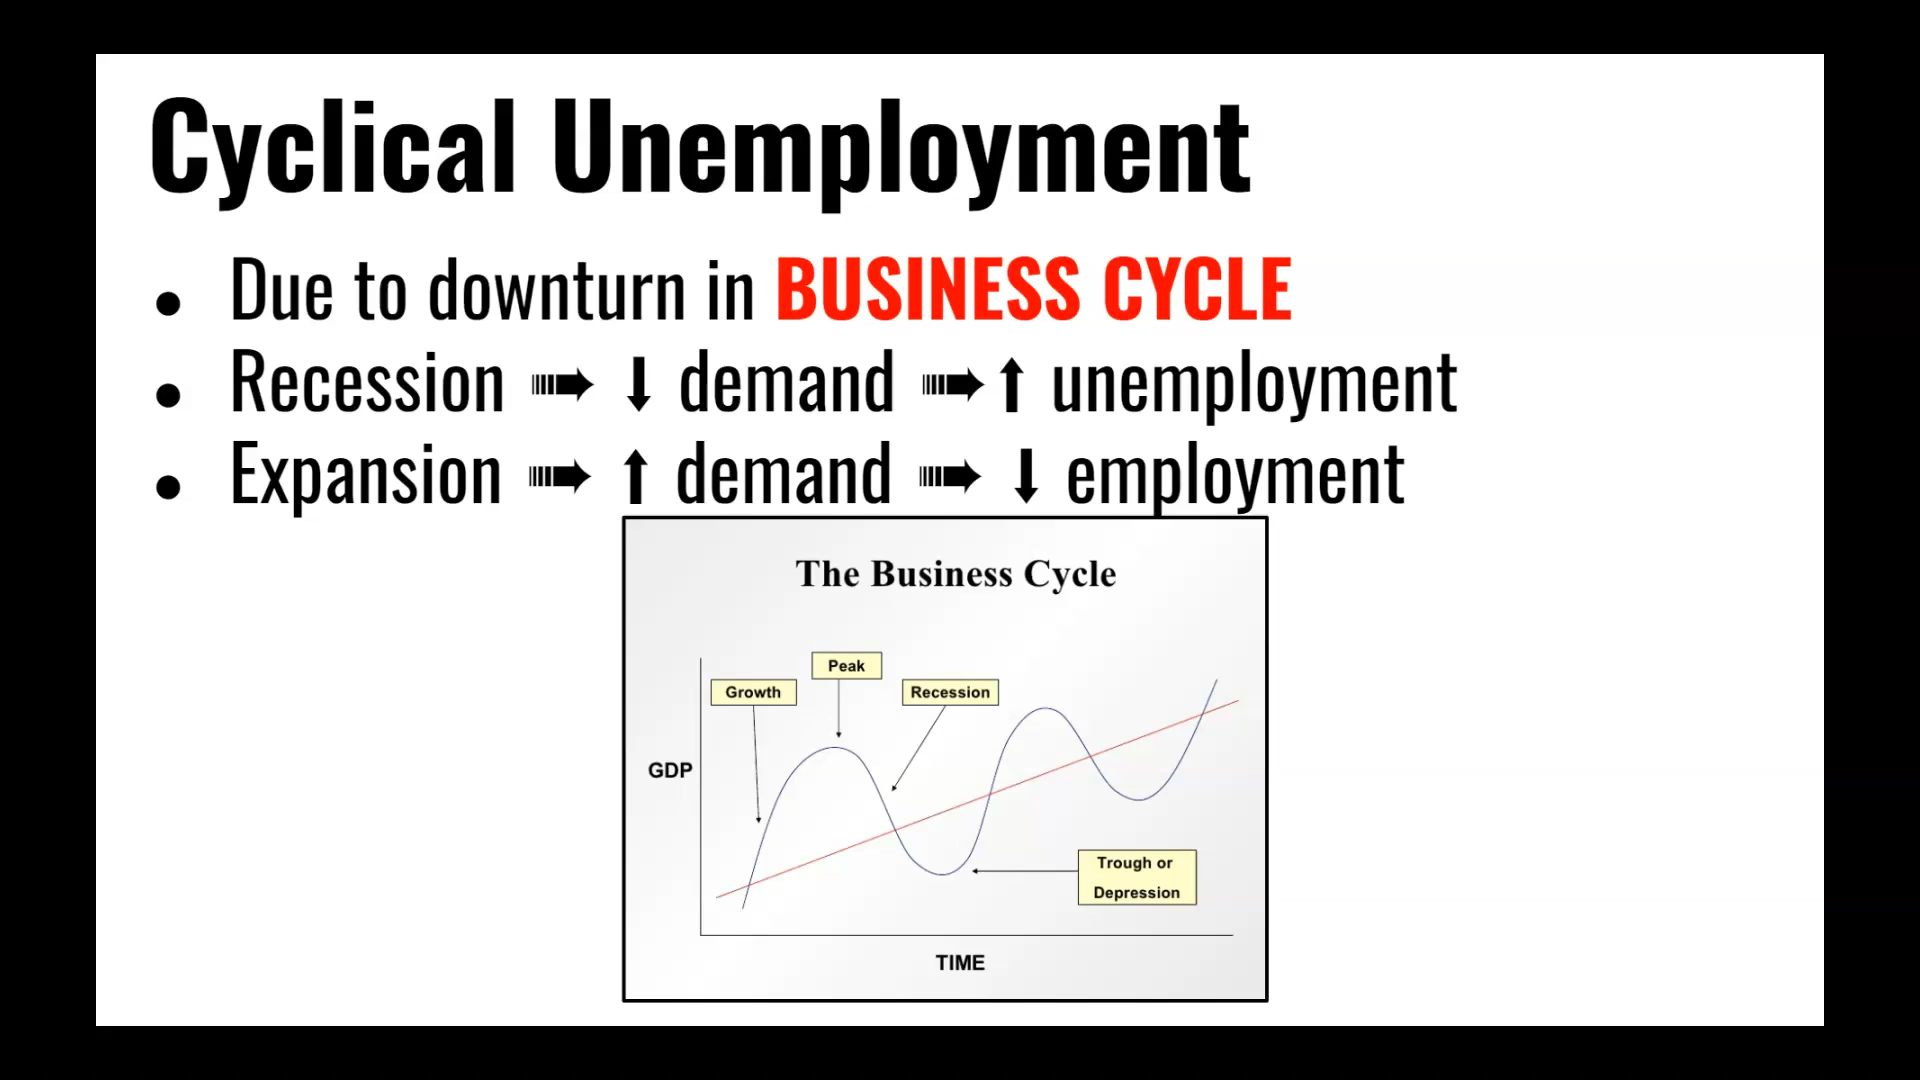 Cyclical Unemployment
● Due to downturn in BUSINESS CYCLE
● Recession ➠ ⬇ demand ➠⬆ unemployment
● Expansion ➠ ⬆ demand ➠ ⬇ employment
The Business Cycle
Peak
Growth
Recession
GDP
Trough or
Depression
TIME